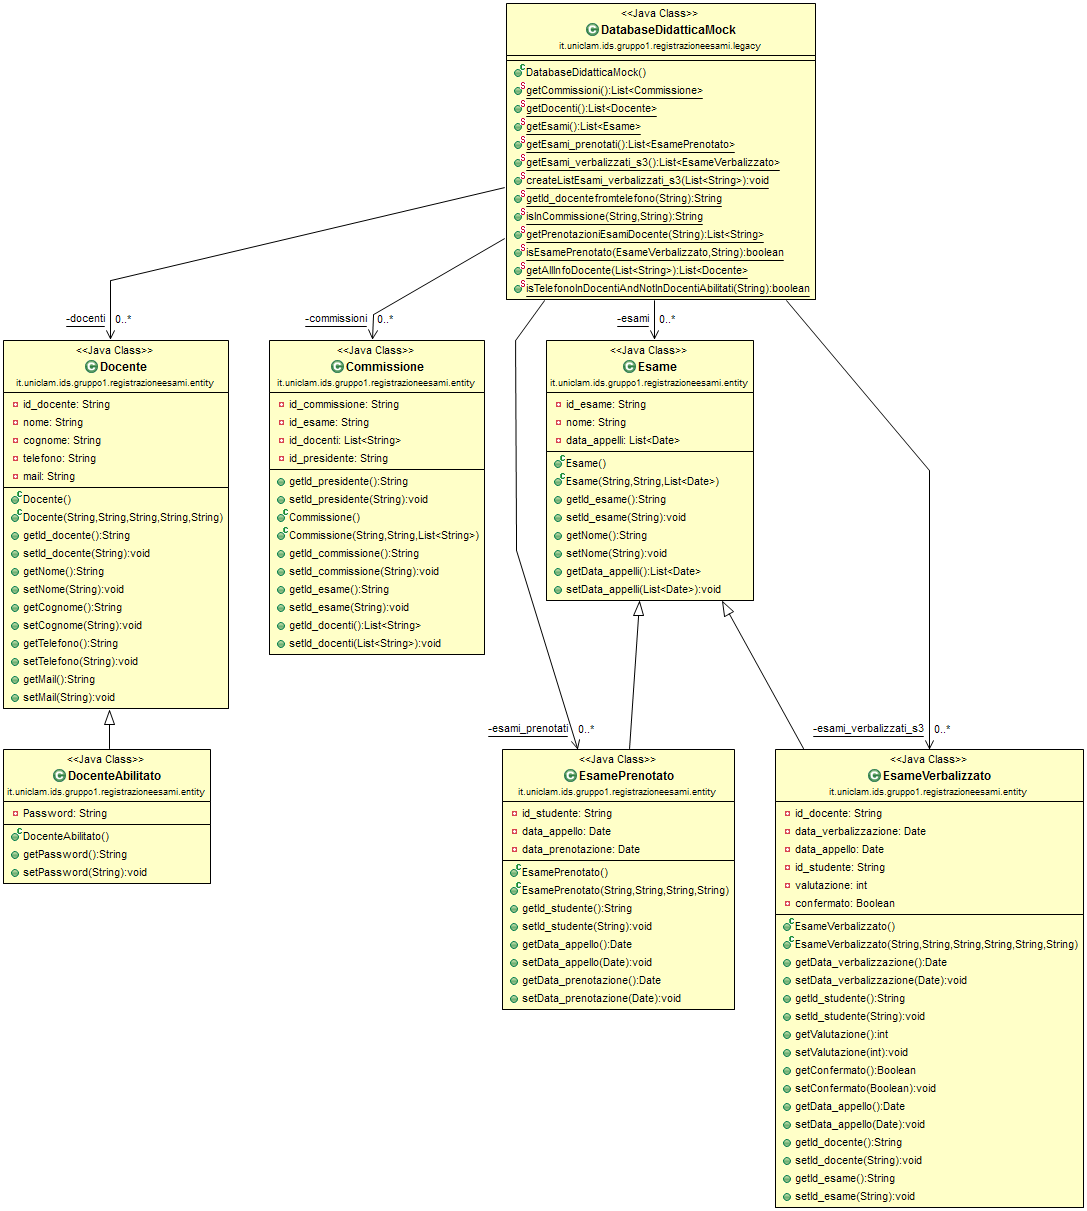 <<Java Class>>
DatabaseDidatticaMock
it.uniclam.ids.gruppo1.registrazioneesami.legacy
DatabaseDidatticaMock()
getCommissioni():List<Commissione>
getDocenti():List<Docente>
getEsami():List<Esame>
getEsami_prenotati():List<EsamePrenotato>
getEsami_verbalizzati_s3():List<EsameVerbalizzato>
createListEsami_verbalizzati_s3(List<String>):void
getId_docentefromtelefono(String):String
isInCommissione(String,String):String
getPrenotazioniEsamiDocente(String):List<String>
isEsamePrenotato(EsameVerbalizzato,String):boolean
getAllInfoDocente(List<String>):List<Docente>
isTelefonoInDocentiAndNotInDocentiAbilitati(String):boolean
-docenti 0..*
-commissioni 0..*
-esami 0..*
<<Java Class>>
Docente
it.uniclam.ids.gruppo1.registrazioneesami.entity
id_docente: String
nome: String
cognome: String
telefono: String
mail: String
Docente()
Docente(String,String,String,String,String)
getId_docente():String
setId_docente(String):void
getNome():String
setNome(String):void
getCognome():String
setCognome(String):void
getTelefono():String
setTelefono(String):void
getMail():String
setMail(String):void
<<Java Class>>
Commissione
it.uniclam.ids.gruppo1.registrazioneesami.entity
id_commissione: String
id_esame: String
id_docenti: List<String>
id_presidente: String
getId_presidente():String
setId_presidente(String):void
Commissione()
Commissione(String,String,List<String>)
getId_commissione():String
setId_commissione(String):void
getId_esame():String
setId_esame(String):void
getId_docenti():List<String>
setId_docenti(List<String>):void
<<Java Class>>
Esame
it.uniclam.ids.gruppo1.registrazioneesami.entity
id_esame: String
nome: String
data_appelli: List<Date>
Esame()
Esame(String,String,List<Date>)
getId_esame():String
setId_esame(String):void
getNome():String
setNome(String):void
getData_appelli():List<Date>
setData_appelli(List<Date>):void
-esami_prenotati 0..*
-esami_verbalizzati_s3 0..*
<<Java Class>>
DocenteAbilitato
it.uniclam.ids.gruppo1.registrazioneesami.entity
Password: String
DocenteAbilitato()
getPassword():String
setPassword(String):void
<<Java Class>>
EsamePrenotato
it.uniclam.ids.gruppo1.registrazioneesami.entity
id_studente: String
data_appello: Date
data_prenotazione: Date
EsamePrenotato()
EsamePrenotato(String,String,String,String)
getId_studente():String
setId_studente(String):void
getData_appello():Date
setData_appello(Date):void
getData_prenotazione():Date
setData_prenotazione(Date):void
<<Java Class>>
EsameVerbalizzato
it.uniclam.ids.gruppo1.registrazioneesami.entity
id_docente: String
data_verbalizzazione: Date
data_appello: Date
id_studente: String
valutazione: int
confermato: Boolean
EsameVerbalizzato()
EsameVerbalizzato(String,String,String,String,String,String)
getData_verbalizzazione():Date
setData_verbalizzazione(Date):void
getId_studente():String
setId_studente(String):void
getValutazione():int
setValutazione(int):void
getConfermato():Boolean
setConfermato(Boolean):void
getData_appello():Date
setData_appello(Date):void
getId_docente():String
setId_docente(String):void
getId_esame():String
setId_esame(String):void